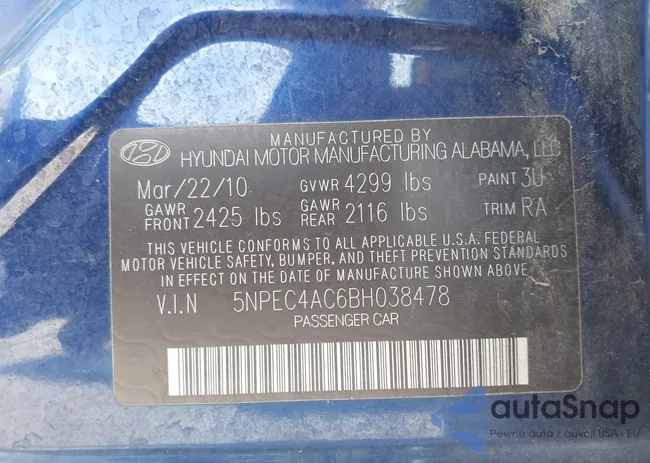 MANUFACTURED BY
HYUNDAI MOTOR MANUFACTURING ALABAMA, LLC
Mar/22/10 GVWR 4299 lbs PAINT 3U
GAWR FRONT 2425 lbs GAWR REAR 2116 lbs TRIM RA
THIS VEHICLE CONFORMS TO ALL APPLICABLE U.S.A. FEDERAL
MOTOR VEHICLE SAFETY, BUMPER, AND THEFT PREVENTION STANDARDS
IN EFFECT ON THE DATE OF MANUFACTURE SHOWN ABOVE.
V.I.N 5NPEC4AC6BH038478
PASSENGER CAR
autaSnap
Pewne auta z aukcji USA - EU